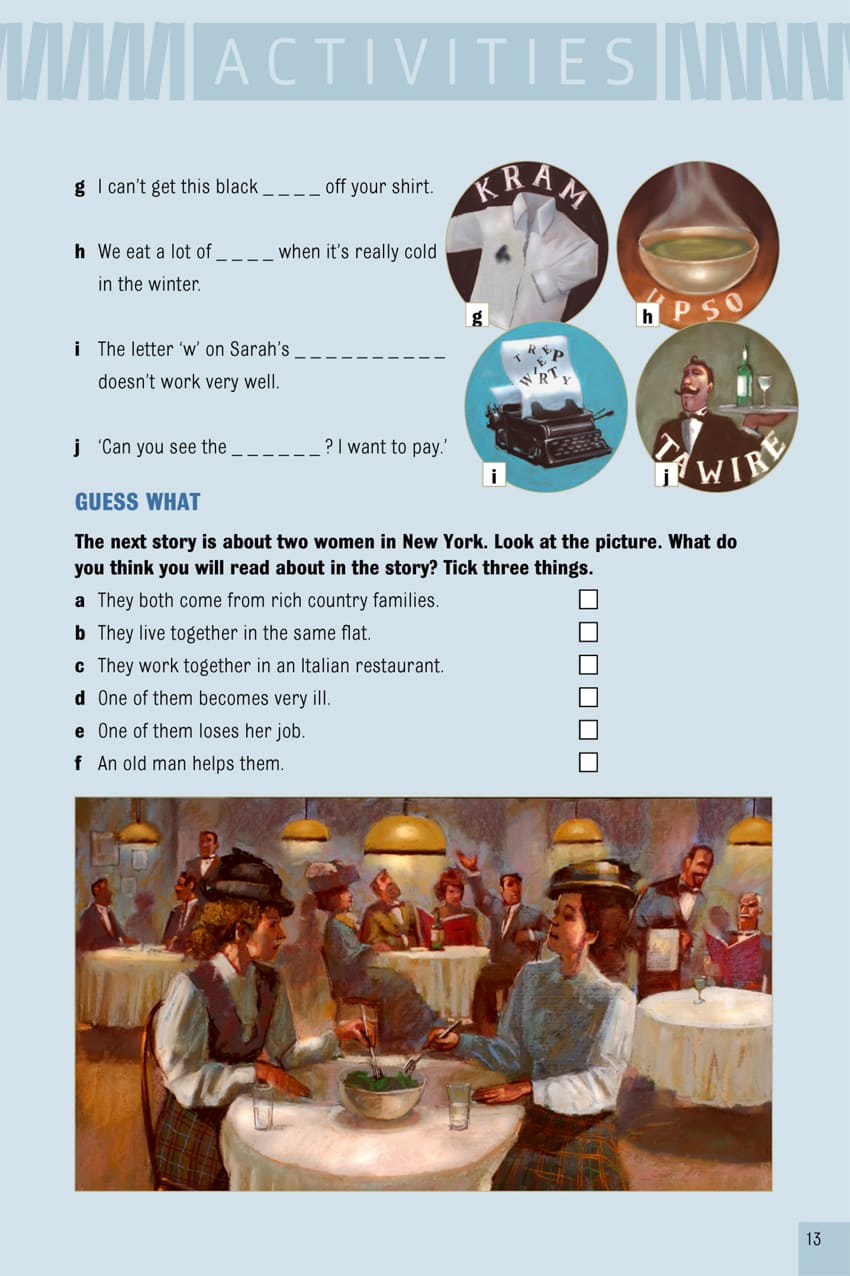 ACTIVITIES
g I can’t get this black _ _ _ _ off your shirt.
h We eat a lot of _ _ _ _ when it’s really cold
in the winter.
i The letter ‘w’ on Sarah’s _ _ _ _ _ _ _ _ _ _
doesn’t work very well.
j ‘Can you see the _ _ _ _ _ _ ? I want to pay.’
KRAM
g
UPSO
h
TREP
IE
WRTY
i
TAWIRE
j
GUESS WHAT
The next story is about two women in New York. Look at the picture. What do
you think you will read about in the story? Tick three things.
a They both come from rich country families.
b They live together in the same flat.
c They work together in an Italian restaurant.
d One of them becomes very ill.
e One of them loses her job.
f An old man helps them.
13